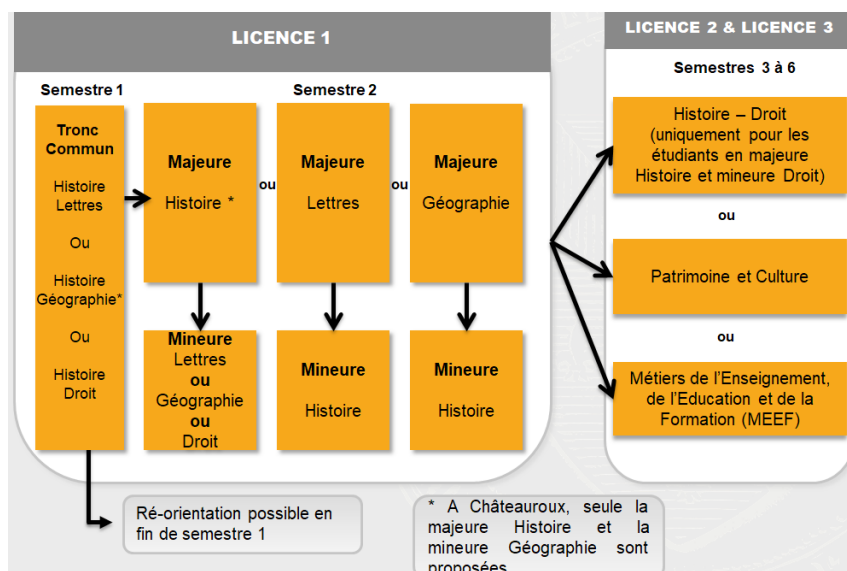 LICENCE 1
Semestre 1
Semestre 2
Tronc
Commun
Histoire
Lettres
Ou
Histoire
Géographie*
Ou
Histoire
Droit
Majeure
Histoire *
ou
Majeure
Lettres
ou
Majeure
Géographie
Mineure
Lettres
ou
Géographie
ou
Droit
Mineure
Histoire
Mineure
Histoire
Ré-orientation possible en
fin de semestre 1
* A Châteauroux, seule la
majeure Histoire et la
mineure Géographie sont
proposées
LICENCE 2 & LICENCE 3
Semestres 3 à 6
Histoire – Droit
(uniquement pour les
étudiants en majeure
Histoire et mineure Droit)
ou
Patrimoine et Culture
ou
Métiers de l'Enseignement,
de l'Education et de la
Formation (MEEF)